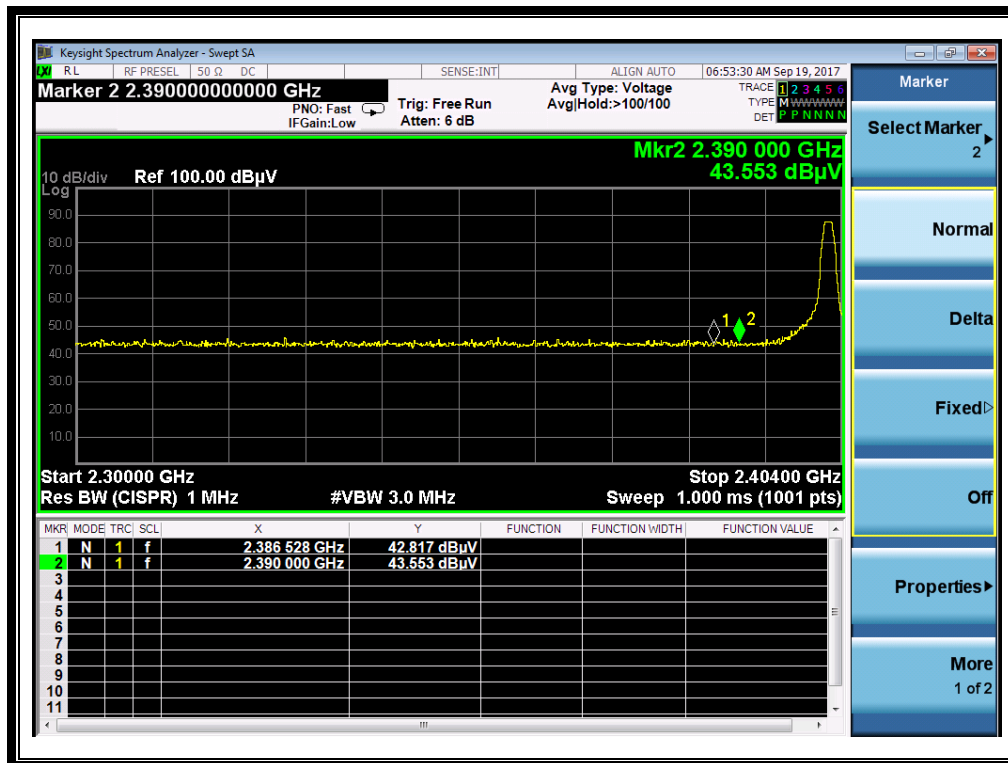 Keysight Spectrum Analyzer - Swept SA
LXI RL RF PRESEL 50 Ω DC SENSE:INT ALIGN AUTO 06:53:30 AM Sep 19, 2017
Marker 2 2.390000000000 GHz
PNO: Fast
IFGain:Low
Trig: Free Run
Atten: 6 dB
Avg Type: Voltage
Avg|Hold:>100/100
TRACE 1 2 3 4 5 6
TYPE M WWWWW
DET P P N N N N
Mkr2 2.390 000 GHz
43.553 dBµV
10 dB/div Ref 100.00 dBµV
Log
90.0
80.0
70.0
60.0
50.0
40.0
30.0
20.0
10.0
1 2
Start 2.30000 GHz Stop 2.40400 GHz
Res BW (CISPR) 1 MHz #VBW 3.0 MHz Sweep 1.000 ms (1001 pts)
MKR MODE TRC SCL X Y FUNCTION FUNCTION WIDTH FUNCTION VALUE
1 N 1 f 2.386 528 GHz 42.817 dBµV
2 N 1 f 2.390 000 GHz 43.553 dBµV
3
4
5
6
7
8
9
10
11
Marker
Select Marker
2
Normal
Delta
Fixed
Off
Properties
More
1 of 2